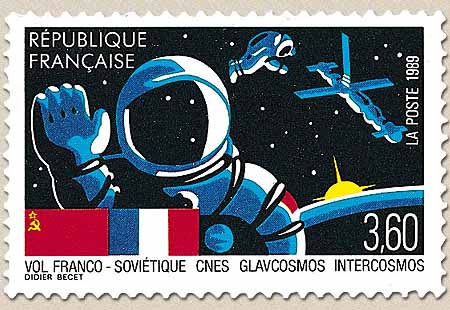 RÉPUBLIQUE
FRANÇAISE
LA POSTE 1989
3,60
VOL FRANCO - SOVIÉTIQUE CNES GLAVCOSMOS INTERCOSMOS
DIDIER BECET